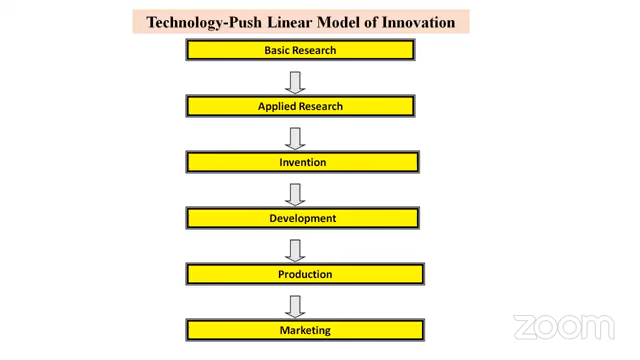 Technology-Push Linear Model of Innovation
Basic Research
Applied Research
Invention
Development
Production
Marketing
zoom